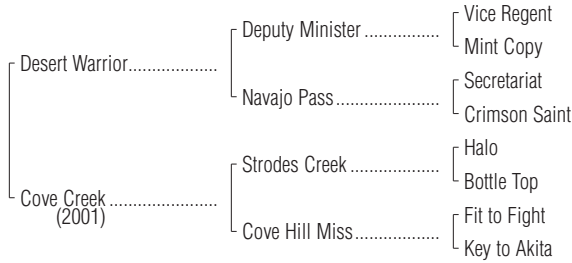 Vice Regent
Deputy Minister ..................
Mint Copy
Desert Warrior.....................
Secretariat
Navajo Pass.........................
Crimson Saint
Halo
Strodes Creek .....................
Bottle Top
Cove Creek .........................
(2001)
Fit to Fight
Cove Hill Miss.....................
Key to Akita